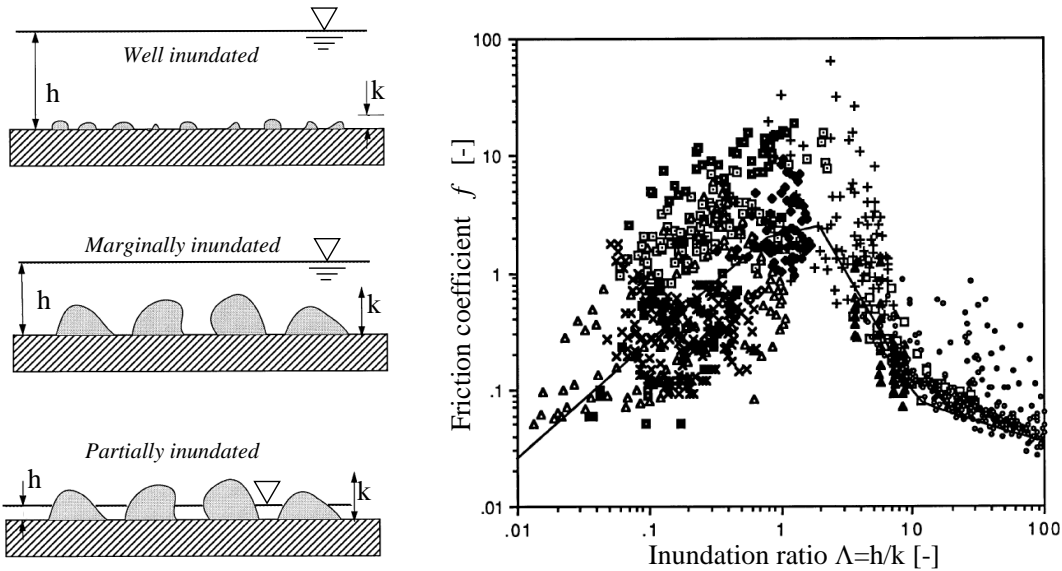 Well inundated
h
k
Marginally inundated
h
k
Partially inundated
h
k
100
10
1
.1
.01
Friction coefficient f [-]
.01
.1
1
10
100
Inundation ratio Λ=h/k [-]